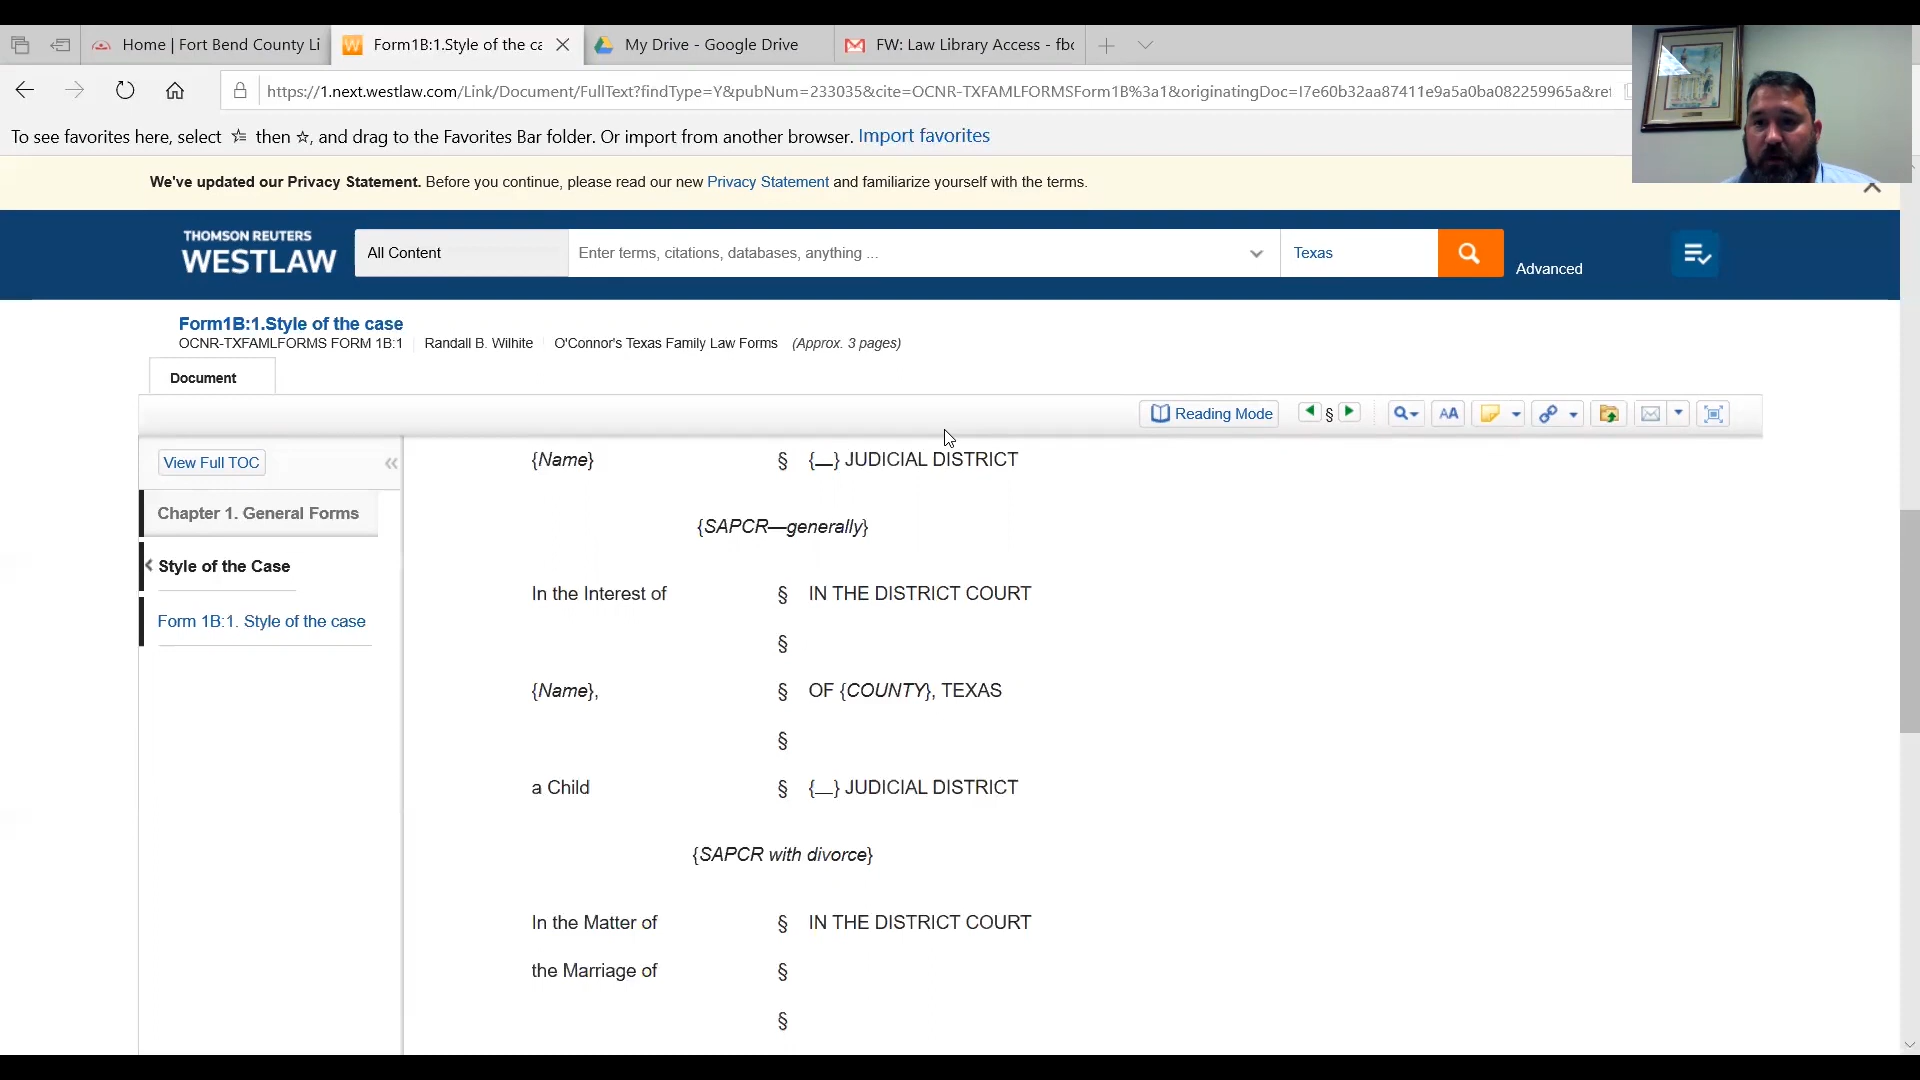 Home | Fort Bend County Li
Form1B:1.Style of the ca
My Drive - Google Drive
FW: Law Library Access - fbc
https://1.next.westlaw.com/Link/Document/FullText?findType=Y&pubNum=233035&cite=OCNR-TXFAMLFORMSForm1B%3a1&originatingDoc=I7e60b32aa87411e9a5a0ba082259965a&ref
To see favorites here, select then ☆, and drag to the Favorites Bar folder. Or import from another browser. Import favorites
We've updated our Privacy Statement. Before you continue, please read our new Privacy Statement and familiarize yourself with the terms.
THOMSON REUTERS
WESTLAW
All Content
Enter terms, citations, databases, anything ...
Texas
Advanced
Form1B:1.Style of the case
OCNR-TXFAMLFORMS FORM 1B:1 Randall B. Wilhite O'Connor's Texas Family Law Forms (Approx. 3 pages)
Document
Reading Mode
§
AA
View Full TOC
Chapter 1. General Forms
Style of the Case
Form 1B:1. Style of the case
{Name} § {__} JUDICIAL DISTRICT
{SAPCR—generally}
In the Interest of § IN THE DISTRICT COURT
§
{Name}, § OF {COUNTY}, TEXAS
§
a Child § {__} JUDICIAL DISTRICT
{SAPCR with divorce}
In the Matter of § IN THE DISTRICT COURT
the Marriage of §
§